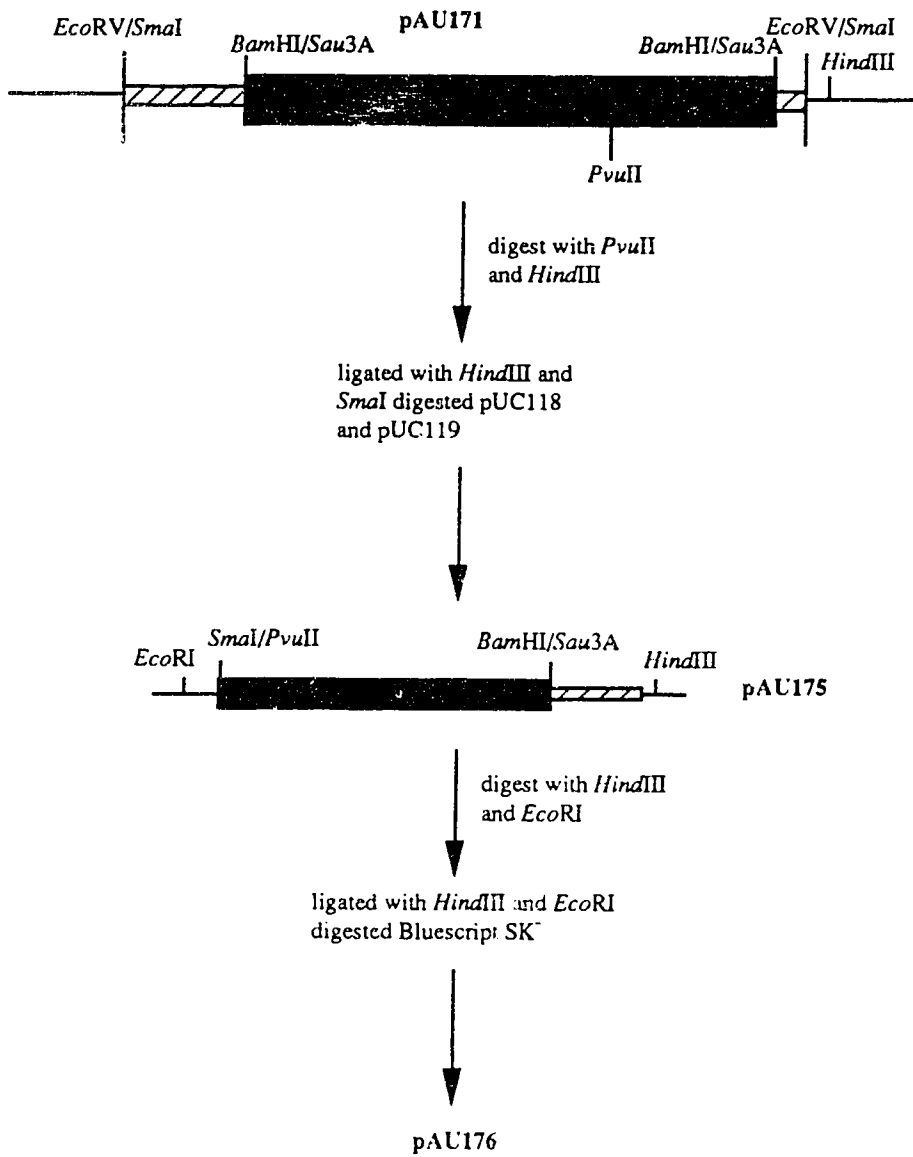 pAU171
EcoRV/SmaI
BamHI/Sau3A
BamHI/Sau3A
EcoRV/SmaI
HindIII
PvuII
digest with PvuII
and HindIII
ligated with HindIII and
SmaI digested pUC118
and pUC119
SmaI/PvuII
BamHI/Sau3A
EcoRI
HindIII
pAU175
digest with HindIII
and EcoRI
ligated with HindIII and EcoRI
digested Bluescript SK⁻
pAU176